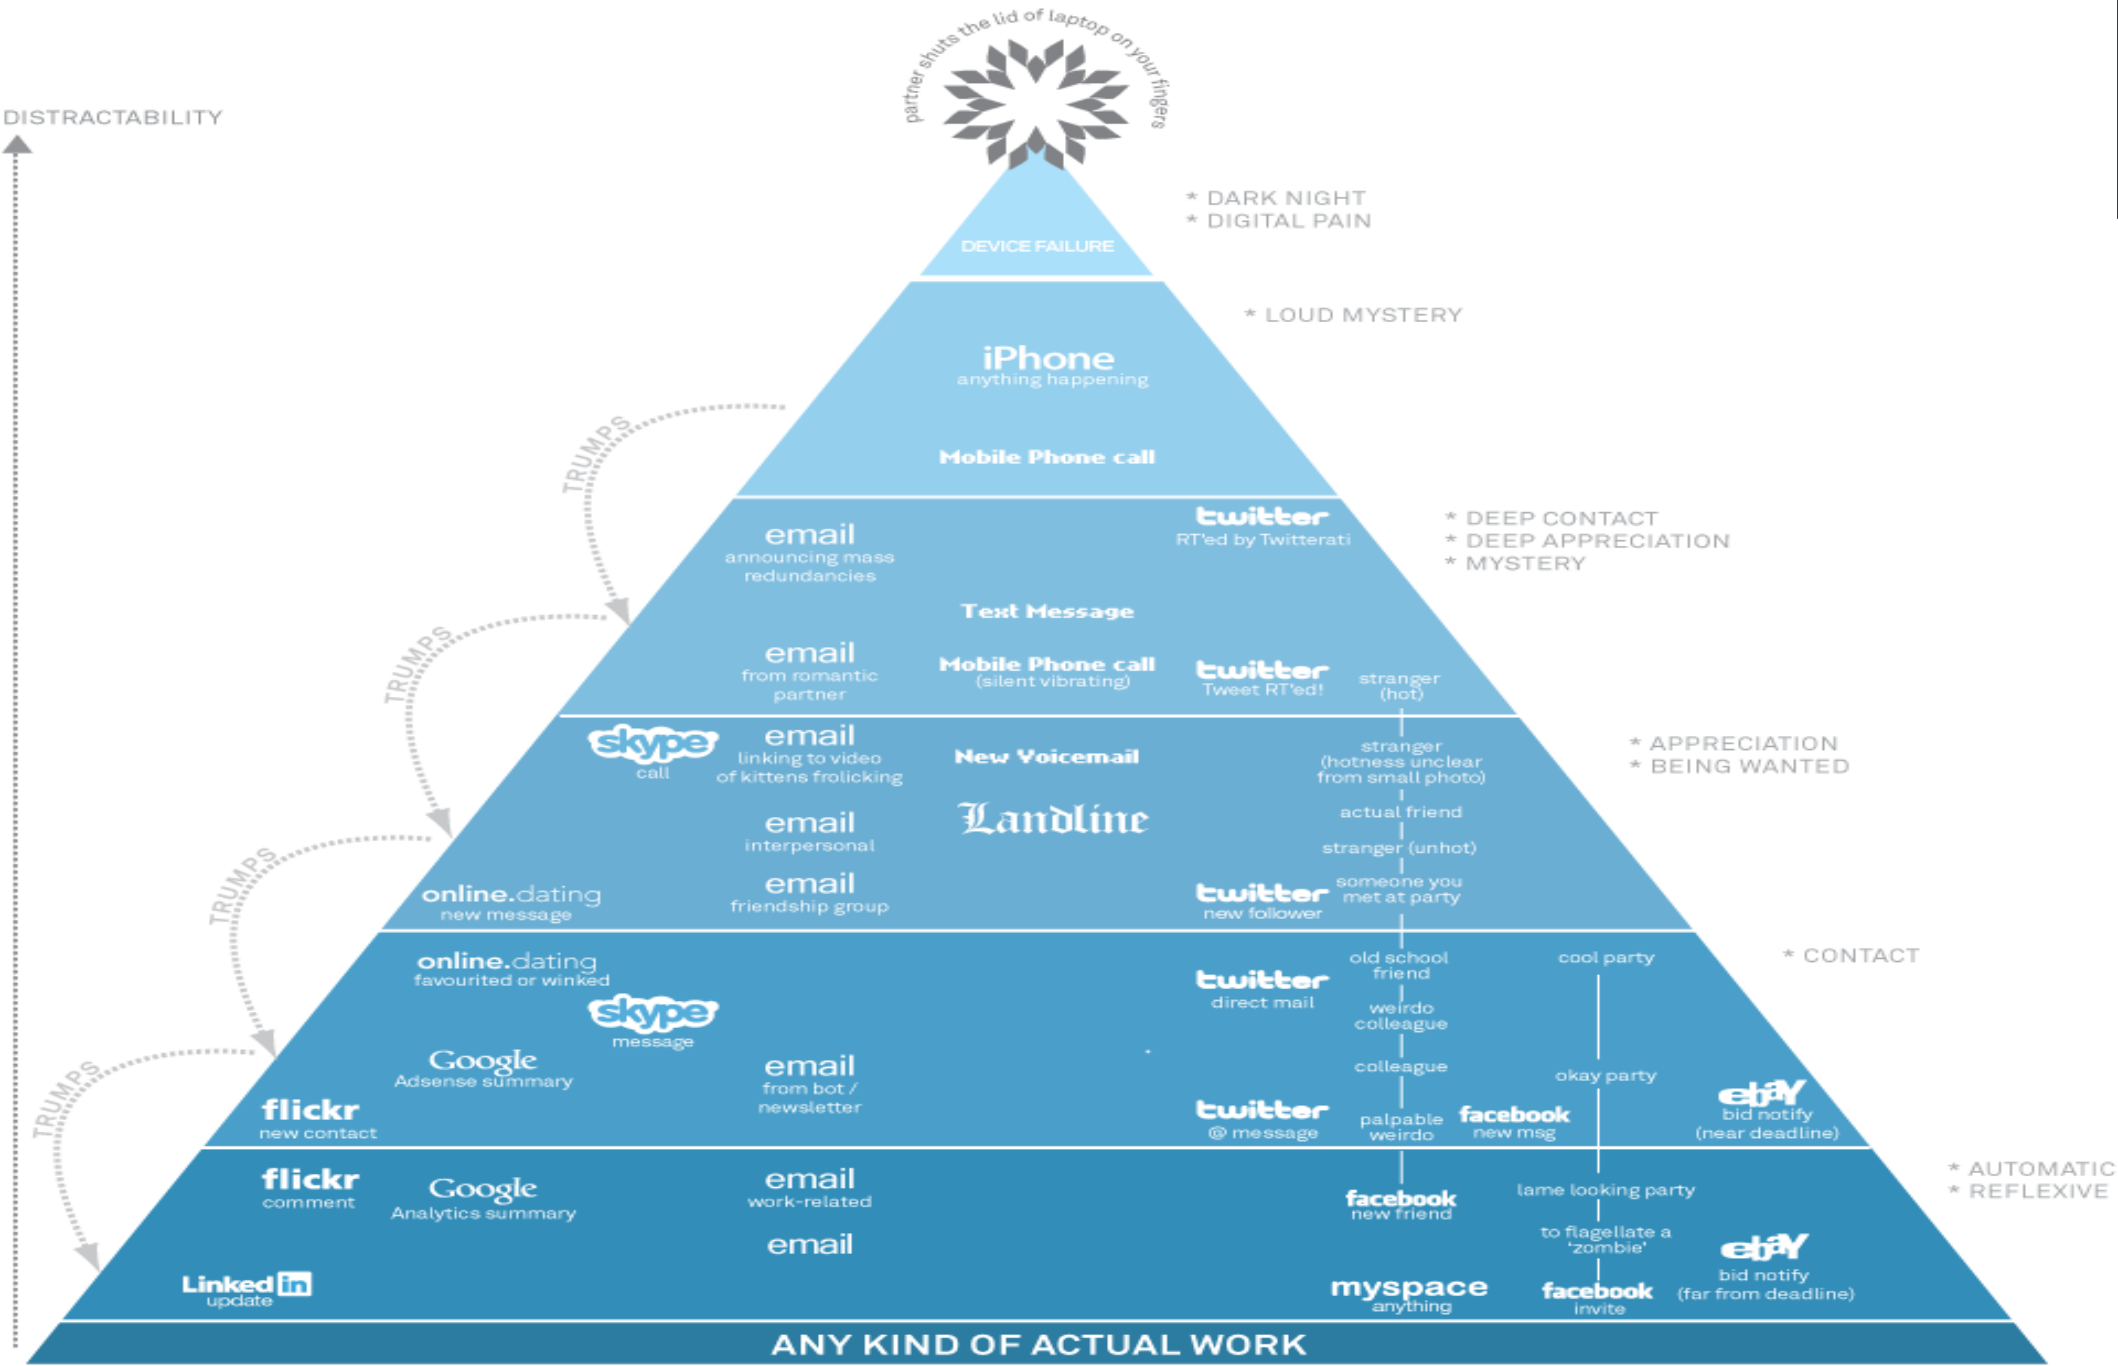 partner shuts the lid of laptop on your fingers
DISTRACTABILITY
* DARK NIGHT
* DIGITAL PAIN
DEVICE FAILURE
* LOUD MYSTERY
iPhone
anything happening
TRUMPS
Mobile Phone call
email
announcing mass
redundancies
twitter
RT'ed by Twitterati
* DEEP CONTACT
* DEEP APPRECIATION
* MYSTERY
Text Message
TRUMPS
email
from romantic
partner
Mobile Phone call
(silent vibrating)
twitter
Tweet RT'ed!
stranger
(hot)
skype
call
email
linking to video
of kittens frolicking
New Voicemail
stranger
(hotness unclear
from small photo)
* APPRECIATION
* BEING WANTED
Landline
actual friend
email
interpersonal
stranger (unhot)
TRUMPS
online.dating
new message
email
friendship group
twitter
new follower
someone you
met at party
online.dating
favourited or winked
twitter
direct mail
old school
friend
cool party
* CONTACT
skype
message
weirdo
colleague
Google
Adsense summary
email
from bot /
newsletter
colleague
okay party
TRUMPS
flickr
new contact
twitter
@ message
palpable
weirdo
facebook
new msg
ebay
bid notify
(near deadline)
flickr
comment
Google
Analytics summary
email
work-related
facebook
new friend
lame looking party
* AUTOMATIC
* REFLEXIVE
email
to flagellate a
'zombie'
ebay
bid notify
(far from deadline)
Linked in
update
myspace
anything
facebook
invite
ANY KIND OF ACTUAL WORK